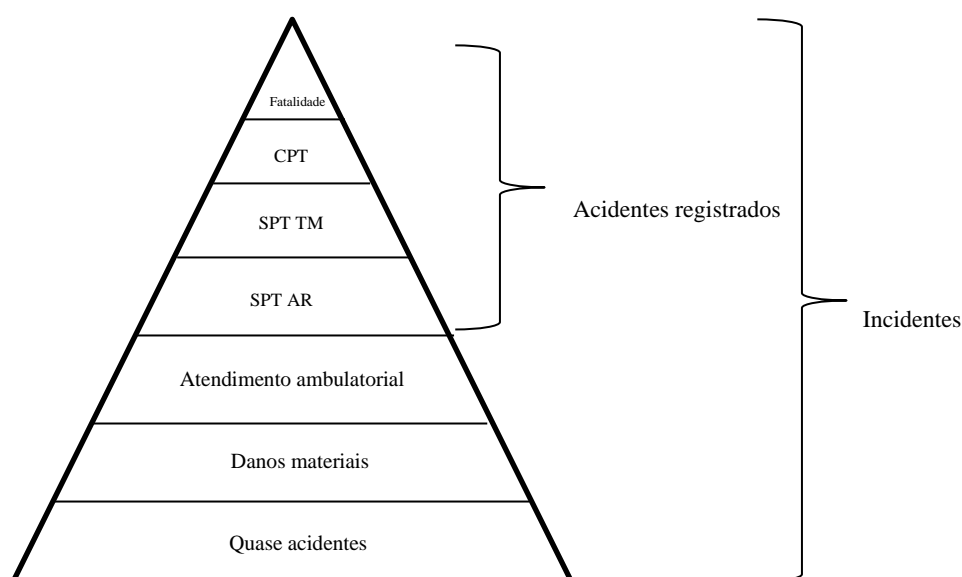 Fatalidade
CPT
SPT TM
SPT AR
Atendimento ambulatorial
Danos materiais
Quase acidentes
Acidentes registrados
Incidentes